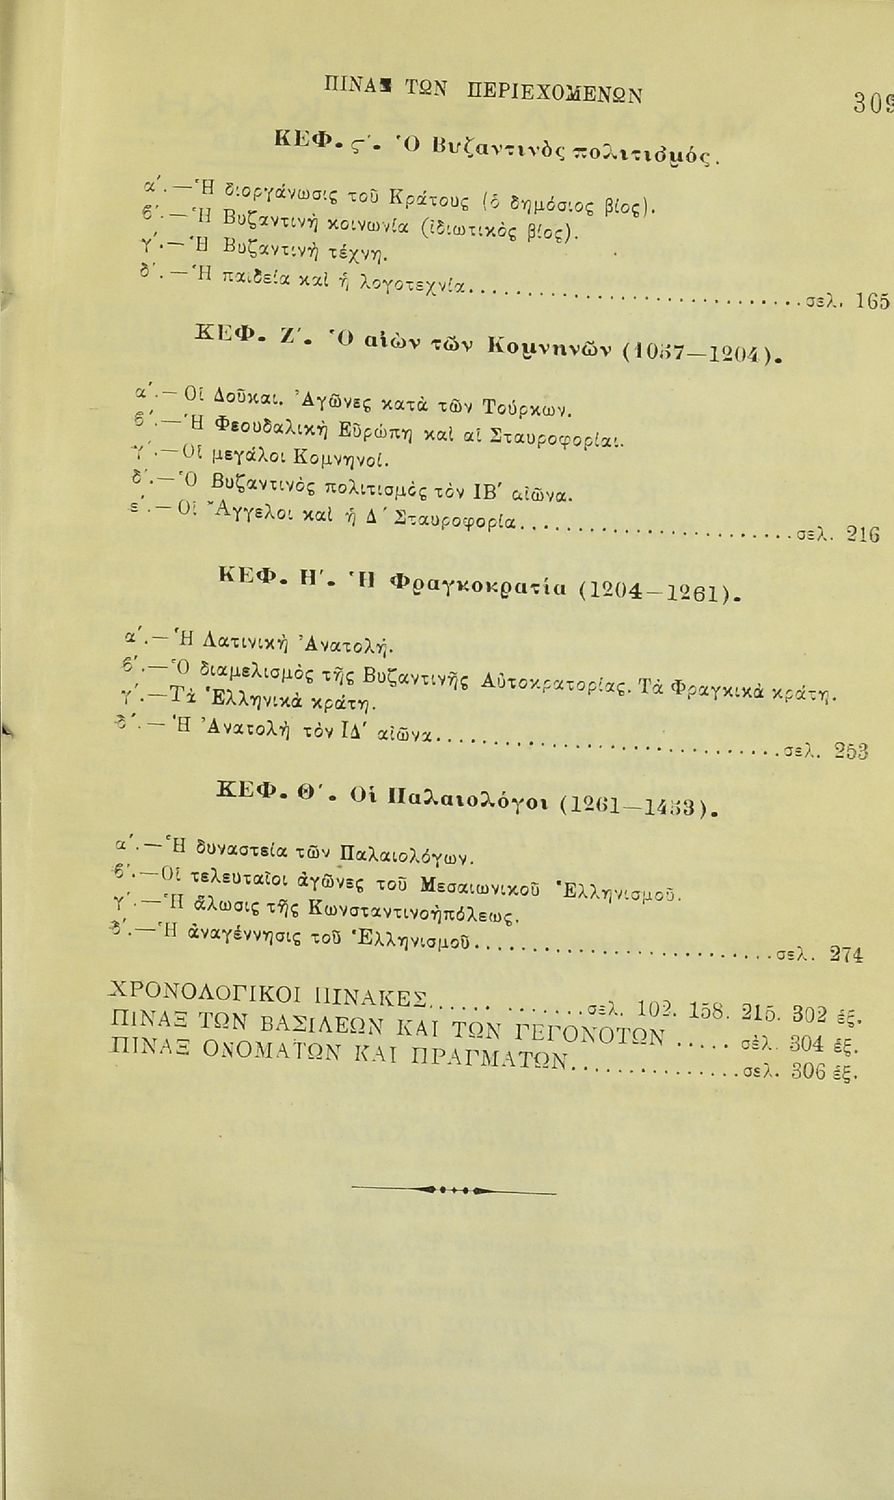 ΠΙΝΑΞ ΤΩΝ ΠΕΡΙΕΧΟΜΕΝΩΝ
309
ΚΕΦ. ϛ΄. Ὁ Βυζαντινὸς πολιτισμός.
α΄.—Ἡ διοργάνωσις τοῦ Κράτους (ὁ δημόσιος βίος).
β΄.—Ἡ Βυζαντινὴ κοινωνία (ἰδιωτικὸς βίος).
γ΄.—Ἡ Βυζαντινὴ τέχνη.
δ΄.—Ἡ παιδεία καὶ ἡ λογοτεχνία.......... σελ. 165
ΚΕΦ. Ζ΄. Ὁ αἰὼν τῶν Κομνηνῶν (1057—1204).
α΄.—Οἱ Δοῦκαι. Ἀγῶνες κατὰ τῶν Τούρκων.
β΄.—Ἡ Φεουδαλικὴ Εὐρώπη καὶ αἱ Σταυροφορίαι.
γ΄.—Οἱ μεγάλοι Κομνηνοί.
δ΄.—Ὁ Βυζαντινὸς πολιτισμὸς τὸν ΙΒ΄ αἰῶνα.
ε΄.—Οἱ Ἄγγελοι καὶ ἡ Δ΄ Σταυροφορία.......... σελ. 216
ΚΕΦ. Η΄. Ἡ Φραγκοκρατία (1204—1261).
α΄.—Ἡ Λατινικὴ Ἀνατολή.
β΄.—Ὁ διαμελισμὸς τῆς Βυζαντινῆς Αὐτοκρατορίας. Τὰ Φραγκικὰ κράτη.
γ΄.—Τὰ Ἑλληνικὰ κράτη.
δ΄.—Ἡ Ἀνατολὴ τὸν ΙΔ΄ αἰῶνα.......... σελ. 253
ΚΕΦ. Θ΄. Οἱ Παλαιολόγοι (1261—1453).
α΄.—Ἡ δυναστεία τῶν Παλαιολόγων.
β΄.—Οἱ τελευταῖοι ἀγῶνες τοῦ Μεσαιωνικοῦ Ἑλληνισμοῦ.
γ΄.—Ἡ ἅλωσις τῆς Κωνσταντινοηπόλεως.
δ΄.—Ἡ ἀναγέννησις τοῦ Ἑλληνισμοῦ.......... σελ. 274
ΧΡΟΝΟΛΟΓΙΚΟΙ ΠΙΝΑΚΕΣ.......... σελ. 102. 158. 215. 302 ἑξ.
ΠΙΝΑΞ ΤΩΝ ΒΑΣΙΛΕΩΝ ΚΑΙ ΤΩΝ ΓΕΓΟΝΟΤΩΝ ..... σελ. 304 ἑξ.
ΠΙΝΑΞ ΟΝΟΜΑΤΩΝ ΚΑΙ ΠΡΑΓΜΑΤΩΝ.......... σελ. 306 ἑξ.